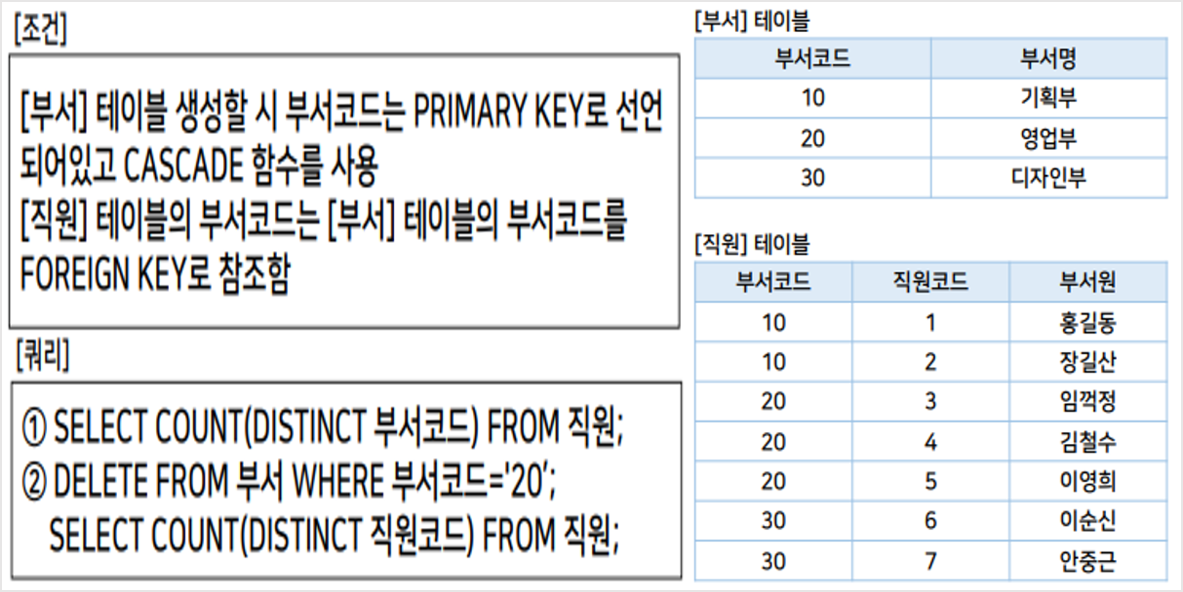 [조건]
[부서] 테이블 생성할 시 부서코드는 PRIMARY KEY로 선언
되어있고 CASCADE 함수를 사용
[직원] 테이블의 부서코드는 [부서] 테이블의 부서코드를
FOREIGN KEY로 참조함
[쿼리]
① SELECT COUNT(DISTINCT 부서코드) FROM 직원;
② DELETE FROM 부서 WHERE 부서코드='20';
SELECT COUNT(DISTINCT 직원코드) FROM 직원;
[부서] 테이블
부서코드 부서명
10 기획부
20 영업부
30 디자인부
[직원] 테이블
부서코드 직원코드 부서원
10 1 홍길동
10 2 장길산
20 3 임꺽정
20 4 김철수
20 5 이영희
30 6 이순신
30 7 안중근